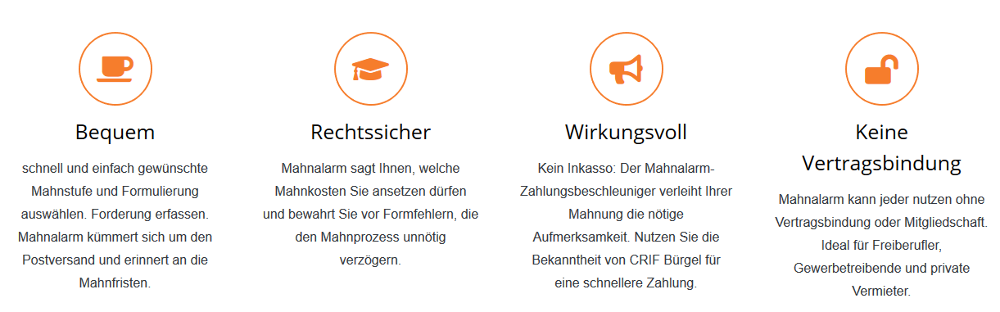 Bequem
schnell und einfach gewünschte
Mahnstufe und Formulierung
auswählen. Forderung erfassen.
Mahnalarm kümmert sich um den
Postversand und erinnert an die
Mahnfristen.
Rechtssicher
Mahnalarm sagt Ihnen, welche
Mahnkosten Sie ansetzen dürfen
und bewahrt Sie vor Formfehlern, die
den Mahnprozess unnötig
verzögern.
Wirkungsvoll
Kein Inkasso: Der Mahnalarm-
Zahlungsbeschleuniger verleiht Ihrer
Mahnung die nötige
Aufmerksamkeit. Nutzen Sie die
Bekanntheit von CRIF Bürgel für
eine schnellere Zahlung.
Keine
Vertragsbindung
Mahnalarm kann jeder nutzen ohne
Vertragsbindung oder Mitgliedschaft.
Ideal für Freiberufler,
Gewerbetreibende und private
Vermieter.